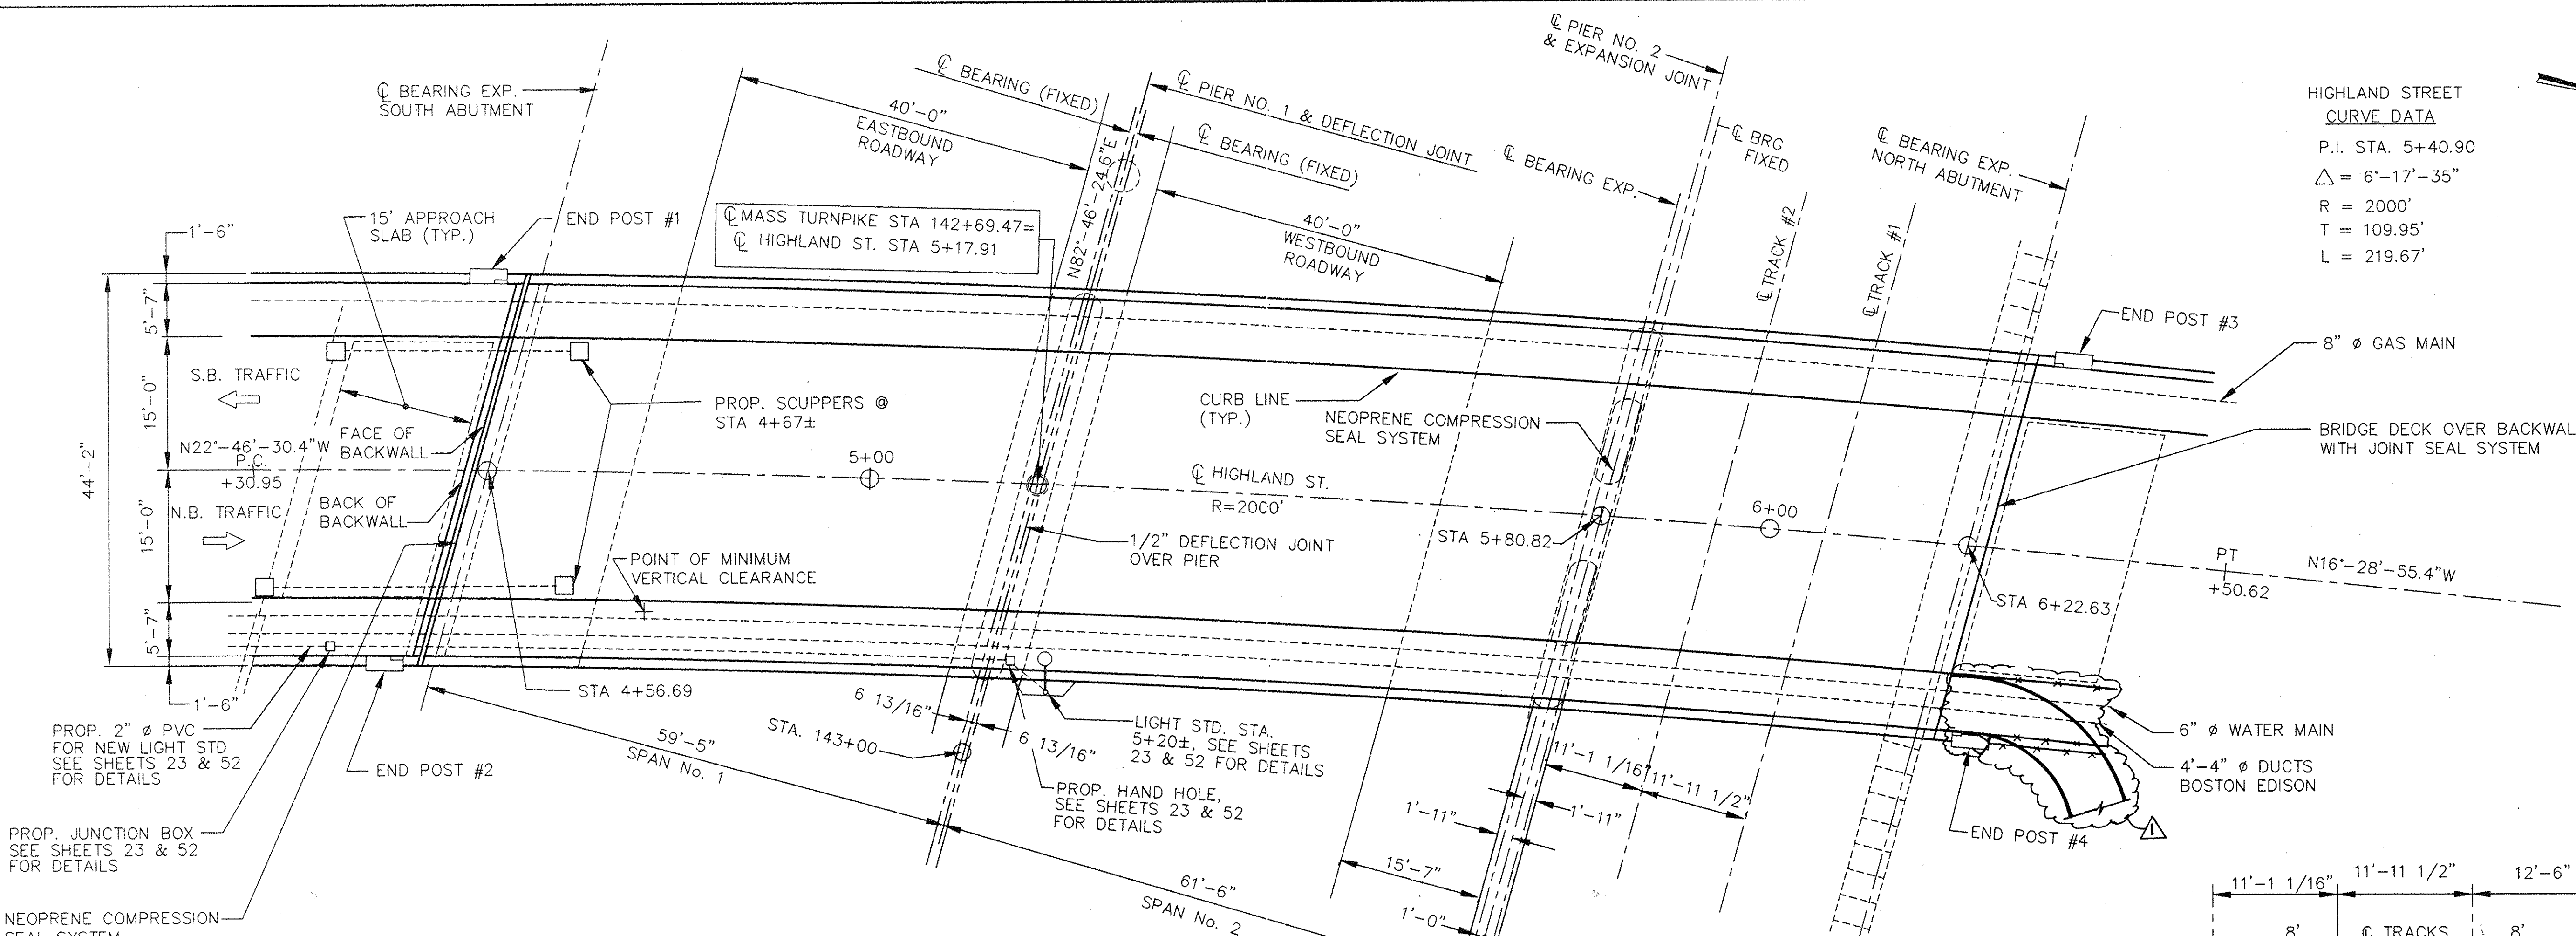 ℄ PIER NO. 2
& EXPANSION JOINT
℄ BEARING EXP.
SOUTH ABUTMENT
40'-0"
EASTBOUND
ROADWAY
℄ BEARING (FIXED)
℄ PIER NO. 1 & DEFLECTION JOINT
℄ BEARING (FIXED)
N82°-46'-24.6"E
℄ BEARING EXP.
℄ BRG
FIXED
℄ BEARING EXP.
NORTH ABUTMENT
HIGHLAND STREET
CURVE DATA
P.I. STA. 5+40.90
△ = 6°-17'-35"
R = 2000'
T = 109.95'
L = 219.67'
1'-6"
15' APPROACH
SLAB (TYP.)
END POST #1
℄ MASS TURNPIKE STA 142+69.47=
℄ HIGHLAND ST. STA 5+17.91
40'-0"
WESTBOUND
ROADWAY
℄ TRACK #2
℄ TRACK #1
END POST #3
8" ø GAS MAIN
5'-7"
15'-0"
44'-2"
15'-0"
5'-7"
1'-6"
S.B. TRAFFIC
N22°-46'-30.4"W
P.C.
+30.95
N.B. TRAFFIC
FACE OF
BACKWALL
BACK OF
BACKWALL
PROP. SCUPPERS @
STA 4+67±
5+00
CURB LINE
(TYP.)
NEOPRENE COMPRESSION
SEAL SYSTEM
℄ HIGHLAND ST.
R=2000'
BRIDGE DECK OVER BACKWAL
WITH JOINT SEAL SYSTEM
6+00
STA 5+80.82
1/2" DEFLECTION JOINT
OVER PIER
POINT OF MINIMUM
VERTICAL CLEARANCE
PT
+50.62
N16°-28'-55.4"W
STA 6+22.63
STA 4+56.69
PROP. 2" ø PVC
FOR NEW LIGHT STD
SEE SHEETS 23 & 52
FOR DETAILS
END POST #2
59'-5"
SPAN No. 1
STA. 143+00
6 13/16"
6 13/16"
LIGHT STD. STA.
5+20±, SEE SHEETS
23 & 52 FOR DETAILS
PROP. HAND HOLE,
SEE SHEETS 23 & 52
FOR DETAILS
11'-1 1/16"
11'-11 1/2"
1'-11"
1'-11"
6" ø WATER MAIN
4'-4" ø DUCTS
BOSTON EDISON
END POST #4
1
PROP. JUNCTION BOX
SEE SHEETS 23 & 52
FOR DETAILS
15'-7"
61'-6"
SPAN No. 2
1'-0"
NEOPRENE COMPRESSION
SEAL SYSTEM
11'-1 1/16"
11'-11 1/2"
12'-6"
8'
℄ TRACKS
8'